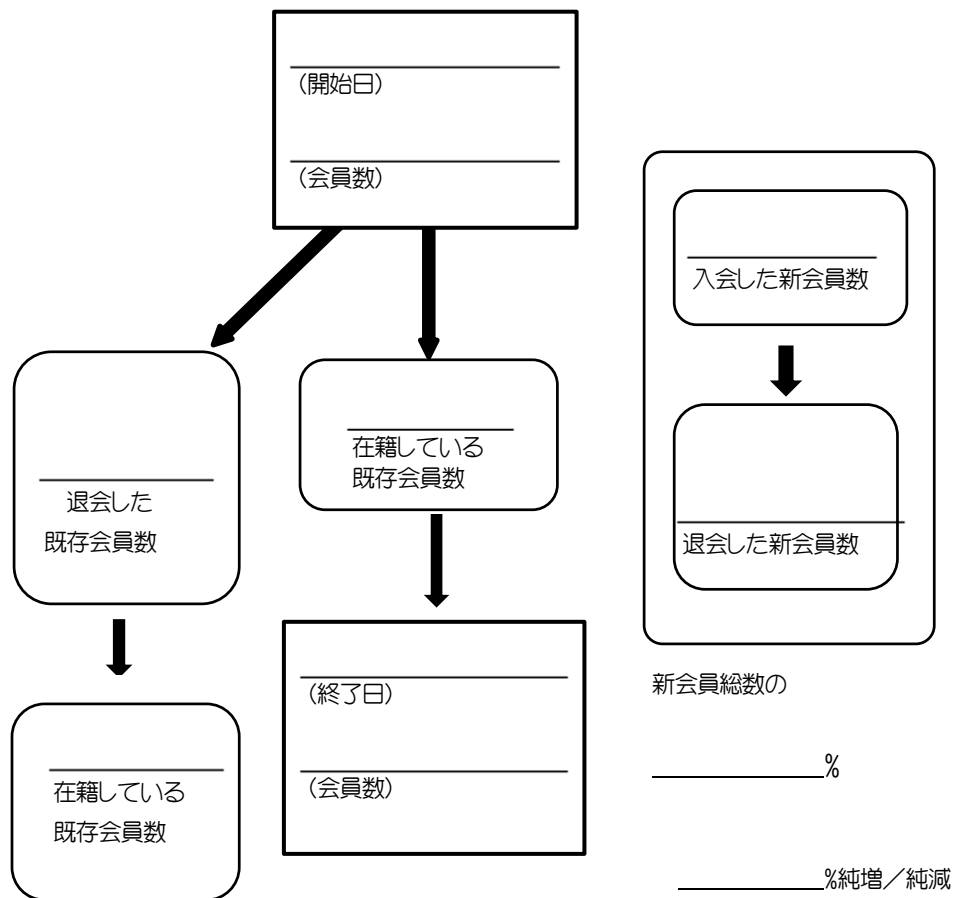 (開始日)
(会員数)
入会した新会員数
退会した
既存会員数
在籍している
既存会員数
退会した新会員数
在籍している
既存会員数
(終了日)
(会員数)
新会員総数の
%
%純増／純減